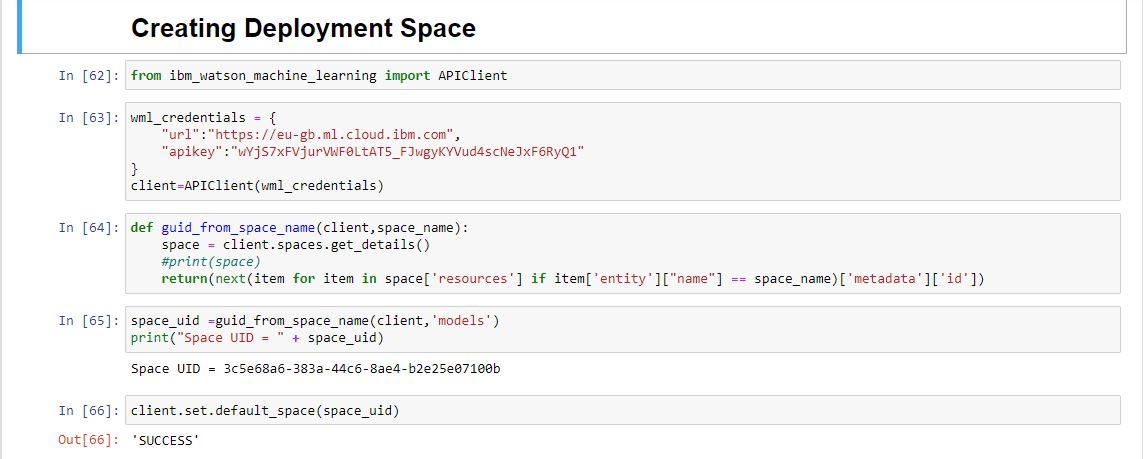 Creating Deployment Space
In [62]: from ibm_watson_machine_learning import APIClient
In [63]: wml_credentials = {
"url":"https://eu-gb.ml.cloud.ibm.com",
"apikey":"wYjS7xFVjurVWF0LtAT5_FJwgyKYVud4scNeJxF6RyQ1"
}
client=APIClient(wml_credentials)
In [64]: def guid_from_space_name(client,space_name):
space = client.spaces.get_details()
#print(space)
return(next(item for item in space['resources'] if item['entity']["name"] == space_name)['metadata']['id'])
In [65]: space_uid =guid_from_space_name(client,'models')
print("Space UID = " + space_uid)
Space UID = 3c5e68a6-383a-44c6-8ae4-b2e25e07100b
In [66]: client.set.default_space(space_uid)
Out[66]: 'SUCCESS'